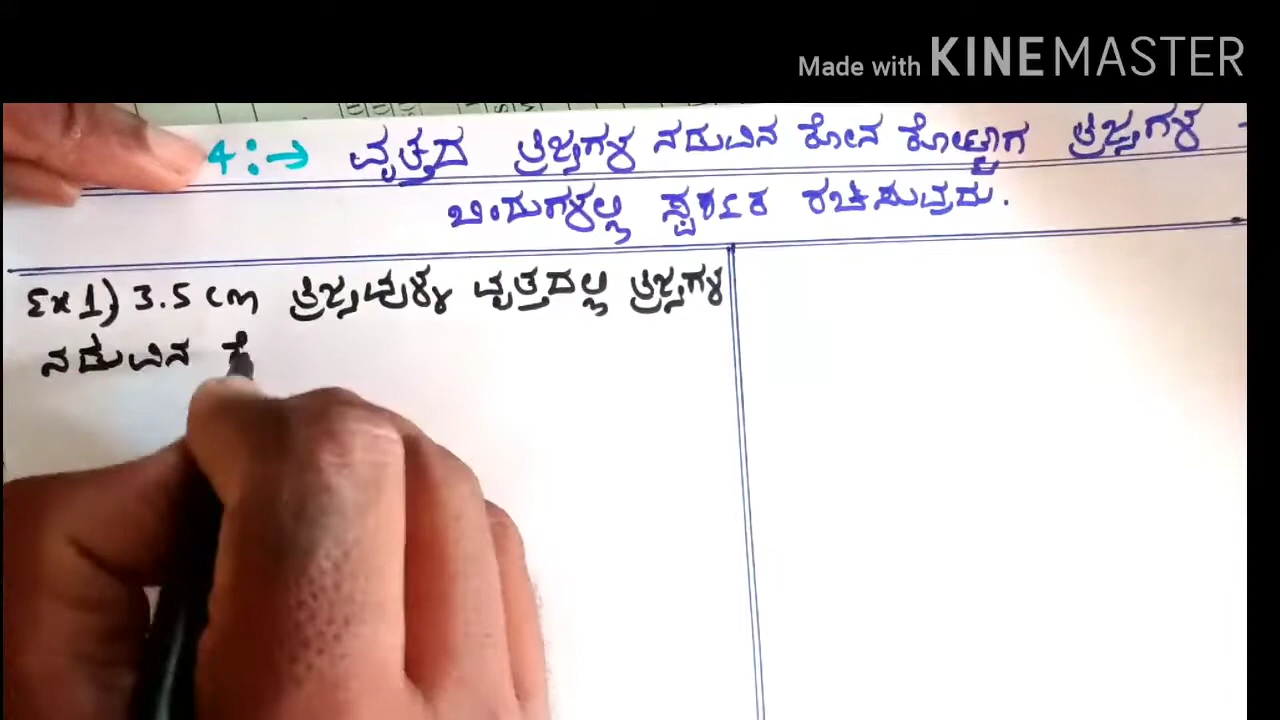 Made with KINEMASTER
4:→ ವೃತ್ತದ ತ್ರಿಜ್ಯಗಳ ನಡುವಿನ ಕೋನ ಕೊಟ್ಟಾಗ ತ್ರಿಜ್ಯಗಳ
ಬಿಂದುಗಳಲ್ಲಿ ಸ್ಪರ್ಶಕ ರಚಿಸುವುದು.
Ex 1) 3.5 cm ತ್ರಿಜ್ಯವುಳ್ಳ ವೃತ್ತದಲ್ಲಿ ತ್ರಿಜ್ಯಗಳ
ನಡುವಿನ